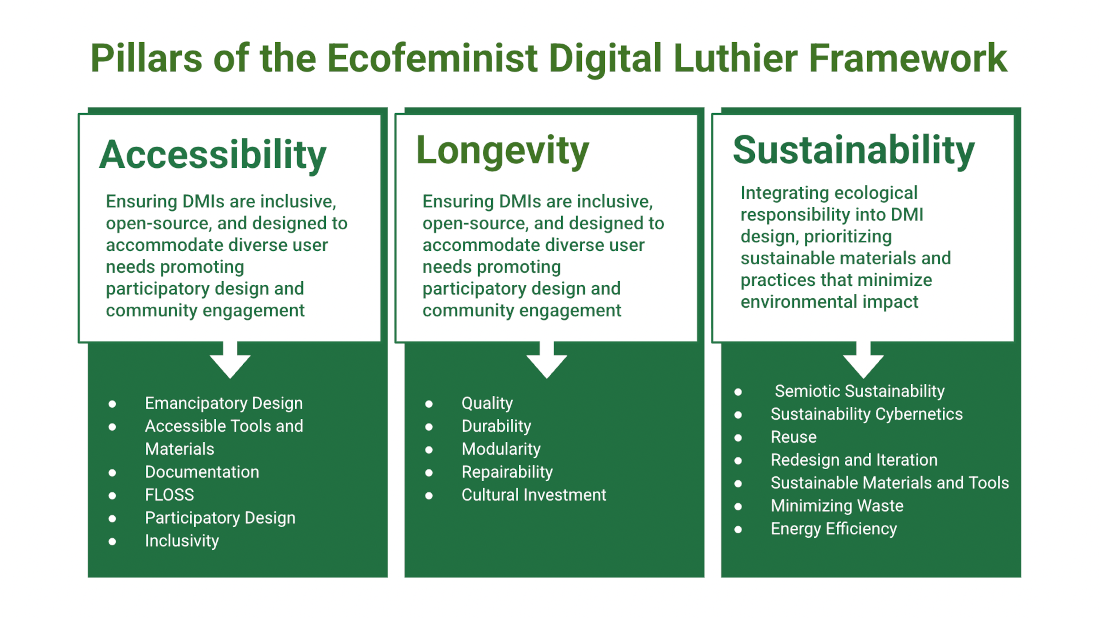 Pillars of the Ecofeminist Digital Luthier Framework
Accessibility
Ensuring DMIs are inclusive,
open-source, and designed to
accommodate diverse user
needs promoting
participatory design and
community engagement
● Emancipatory Design
● Accessible Tools and
Materials
● Documentation
● FLOSS
● Participatory Design
● Inclusivity
Longevity
Ensuring DMIs are inclusive,
open-source, and designed to
accommodate diverse user
needs promoting
participatory design and
community engagement
● Quality
● Durability
● Modularity
● Repairability
● Cultural Investment
Sustainability
Integrating ecological
responsibility into DMI
design, prioritizing
sustainable materials and
practices that minimize
environmental impact
● Semiotic Sustainability
● Sustainability Cybernetics
● Reuse
● Redesign and Iteration
● Sustainable Materials and Tools
● Minimizing Waste
● Energy Efficiency